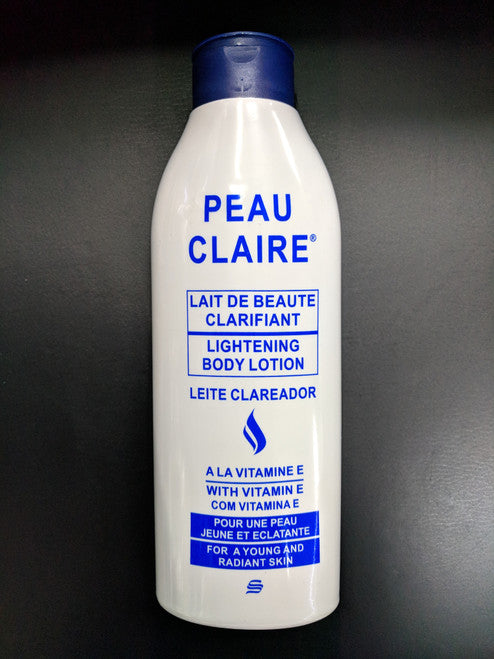 PEAU
CLAIRE®
LAIT DE BEAUTE
CLARIFIANT
LIGHTENING
BODY LOTION
LEITE CLAREADOR
A LA VITAMINE E
WITH VITAMIN E
COM VITAMINA E
POUR UNE PEAU
JEUNE ET ECLATANTE
FOR A YOUNG AND
RADIANT SKIN